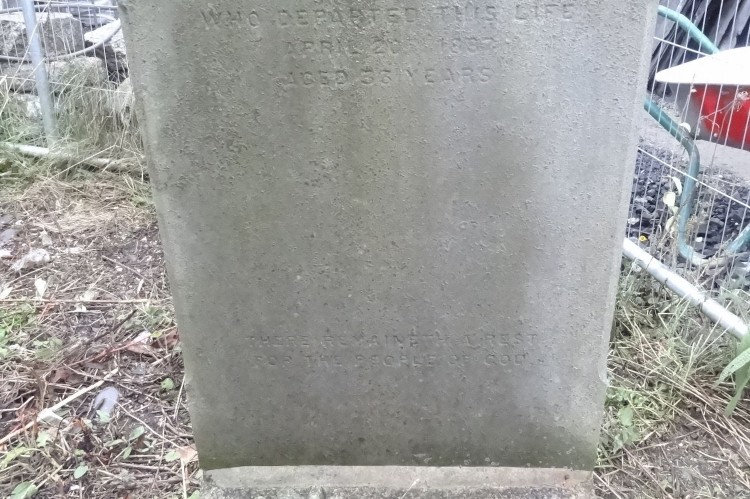 WHO DEPARTED THIS LIFE
APRIL 20
AGED 53 YEARS
THERE REMAINETH A REST
FOR THE PEOPLE OF GOD